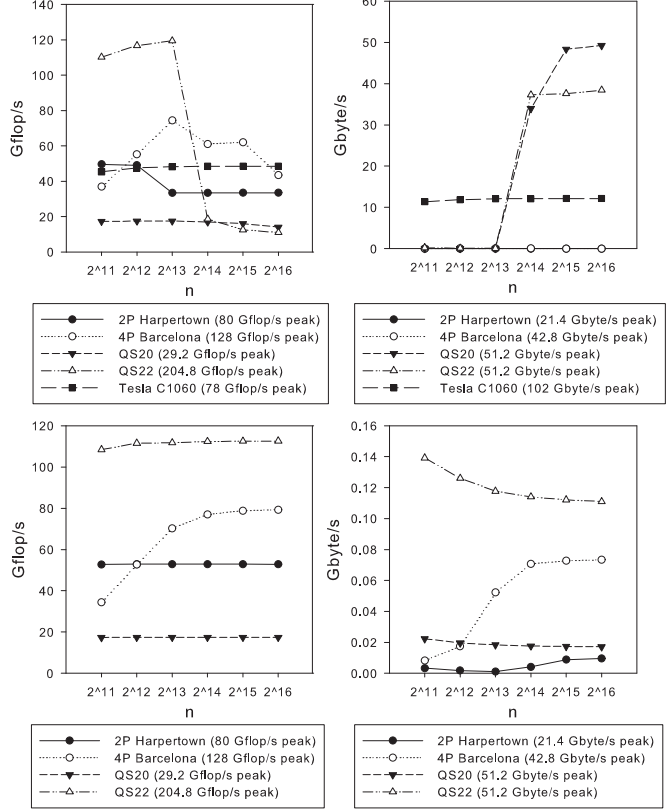 140
120
100
80
60
40
20
0
Gflop/s
2^11 2^12 2^13 2^14 2^15 2^16
n
2P Harpertown (80 Gflop/s peak)
4P Barcelona (128 Gflop/s peak)
QS20 (29.2 Gflop/s peak)
QS22 (204.8 Gflop/s peak)
Tesla C1060 (78 Gflop/s peak)
60
50
40
30
20
10
0
Gbyte/s
2^11 2^12 2^13 2^14 2^15 2^16
n
2P Harpertown (21.4 Gbyte/s peak)
4P Barcelona (42.8 Gbyte/s peak)
QS20 (51.2 Gbyte/s peak)
QS22 (51.2 Gbyte/s peak)
Tesla C1060 (102 Gbyte/s peak)
120
100
80
60
40
20
0
Gflop/s
2^11 2^12 2^13 2^14 2^15 2^16
n
2P Harpertown (80 Gflop/s peak)
4P Barcelona (128 Gflop/s peak)
QS20 (29.2 Gflop/s peak)
QS22 (204.8 Gflop/s peak)
0.16
0.14
0.12
0.10
0.08
0.06
0.04
0.02
0.00
Gbyte/s
2^11 2^12 2^13 2^14 2^15 2^16
n
2P Harpertown (21.4 Gbyte/s peak)
4P Barcelona (42.8 Gbyte/s peak)
QS20 (51.2 Gbyte/s peak)
QS22 (51.2 Gbyte/s peak)